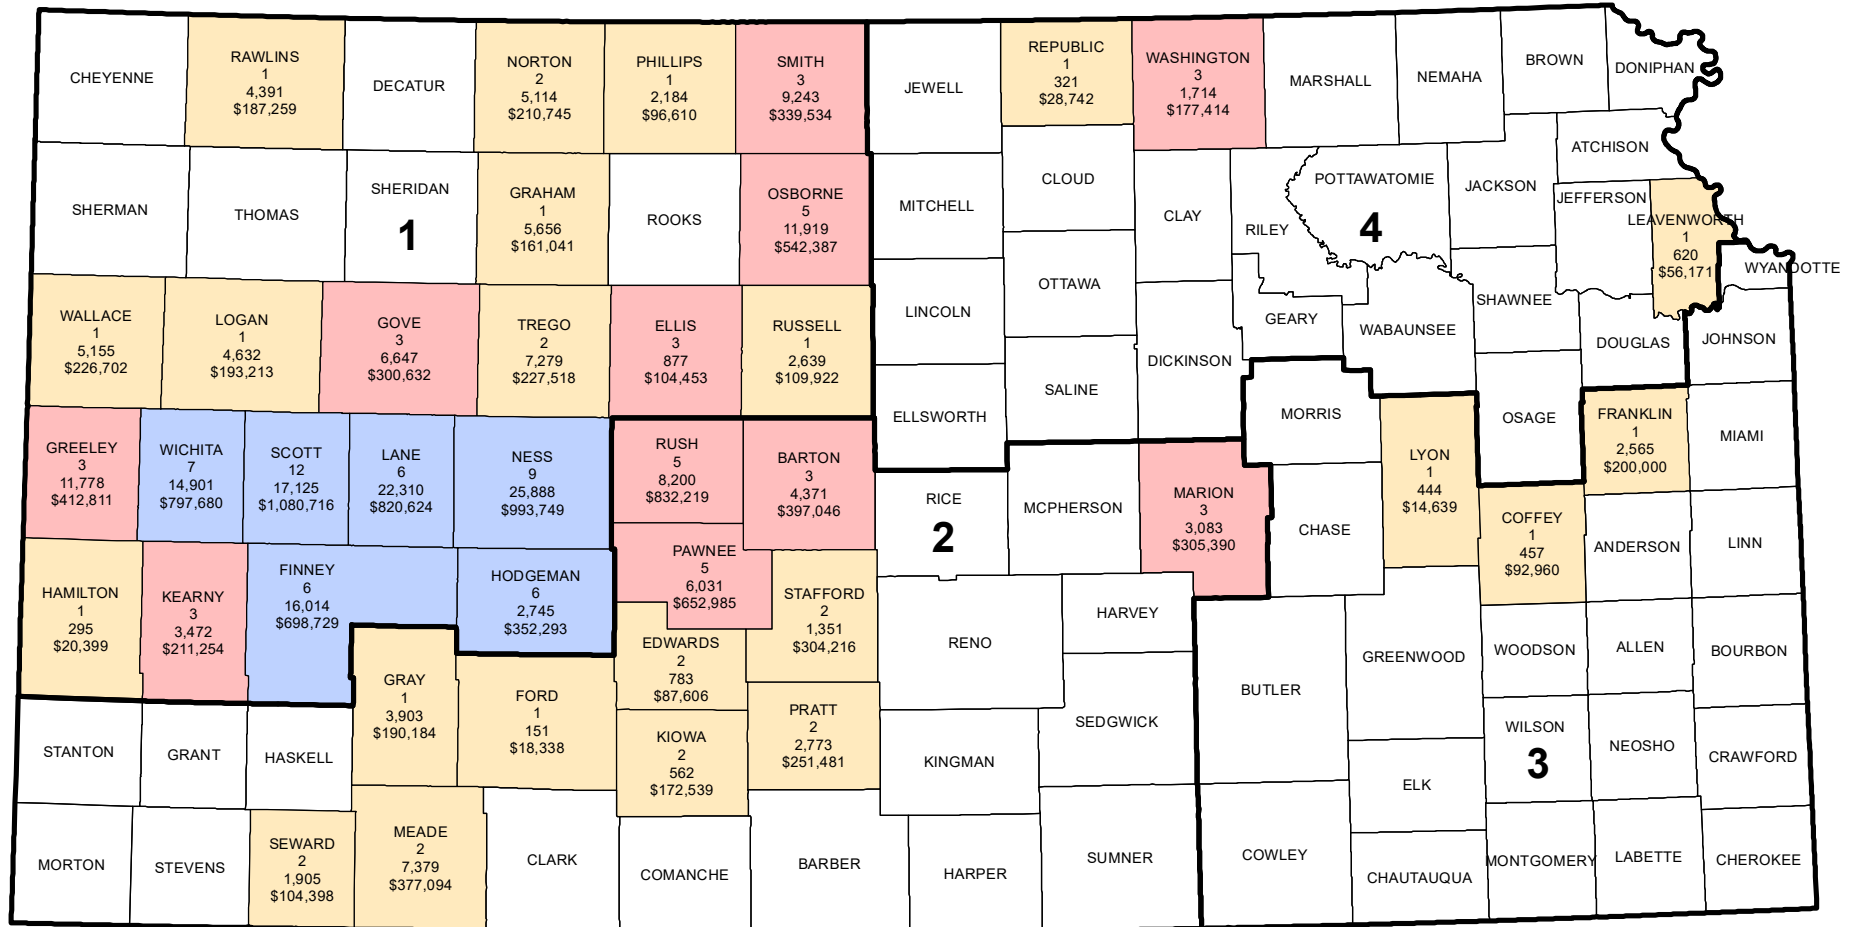 CHEYENNE
RAWLINS
1
4,391
$187,259
DECATUR
NORTON
2
5,114
$210,745
PHILLIPS
1
2,184
$96,610
SMITH
3
9,243
$339,534
JEWELL
REPUBLIC
1
321
$28,742
WASHINGTON
3
1,714
$177,414
MARSHALL
NEMAHA
BROWN
DONIPHAN
SHERMAN
THOMAS
SHERIDAN
1
GRAHAM
1
5,656
$161,041
ROOKS
OSBORNE
5
11,919
$542,387
MITCHELL
CLOUD
CLAY
RILEY
POTTAWATOMIE
4
JACKSON
ATCHISON
JEFFERSON
LEAVENWORTH
1
620
$56,171
WYANDOTTE
WALLACE
1
5,155
$226,702
LOGAN
1
4,632
$193,213
GOVE
3
6,647
$300,632
TREGO
2
7,279
$227,518
ELLIS
3
877
$104,453
RUSSELL
1
2,639
$109,922
LINCOLN
OTTAWA
DICKINSON
GEARY
WABAUNSEE
SHAWNEE
DOUGLAS
JOHNSON
ELLSWORTH
SALINE
MORRIS
OSAGE
GREELEY
3
11,778
$412,811
WICHITA
7
14,901
$797,680
SCOTT
12
17,125
$1,080,716
LANE
6
22,310
$820,624
NESS
9
25,888
$993,749
RUSH
5
8,200
$832,219
BARTON
3
4,371
$397,046
RICE
2
MCPHERSON
MARION
3
3,083
$305,390
CHASE
LYON
1
444
$14,639
FRANKLIN
1
2,565
$200,000
MIAMI
COFFEY
1
457
$92,960
ANDERSON
LINN
HAMILTON
1
295
$20,399
KEARNY
3
3,472
$211,254
FINNEY
6
16,014
$698,729
HODGEMAN
6
2,745
$352,293
PAWNEE
5
6,031
$652,985
STAFFORD
2
1,351
$304,216
EDWARDS
2
783
$87,606
RENO
HARVEY
BUTLER
GREENWOOD
WOODSON
ALLEN
BOURBON
GRAY
1
3,903
$190,184
FORD
1
151
$18,338
KIOWA
2
562
$172,539
PRATT
2
2,773
$251,481
KINGMAN
SEDGWICK
STANTON
GRANT
HASKELL
ELK
WILSON
3
NEOSHO
CRAWFORD
MORTON
STEVENS
SEWARD
2
1,905
$104,398
MEADE
2
7,379
$377,094
CLARK
COMANCHE
BARBER
HARPER
SUMNER
COWLEY
CHAUTAUQUA
MONTGOMERY
LABETTE
CHEROKEE